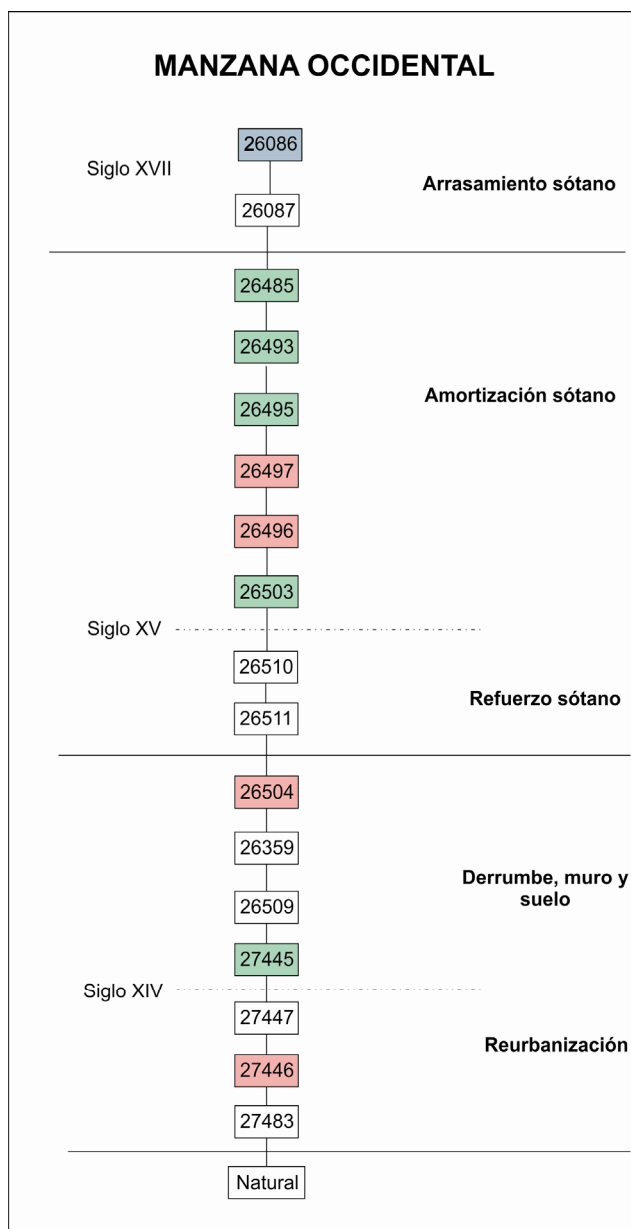 MANZANA OCCIDENTAL
26086
Siglo XVII
Arrasamiento sótano
26087
26485
26493
Amortización sótano
26495
26497
26496
26503
Siglo XV
26510
Refuerzo sótano
26511
26504
26359
Derrumbe, muro y
suelo
26509
27445
Siglo XIV
27447
Reurbanización
27446
27483
Natural